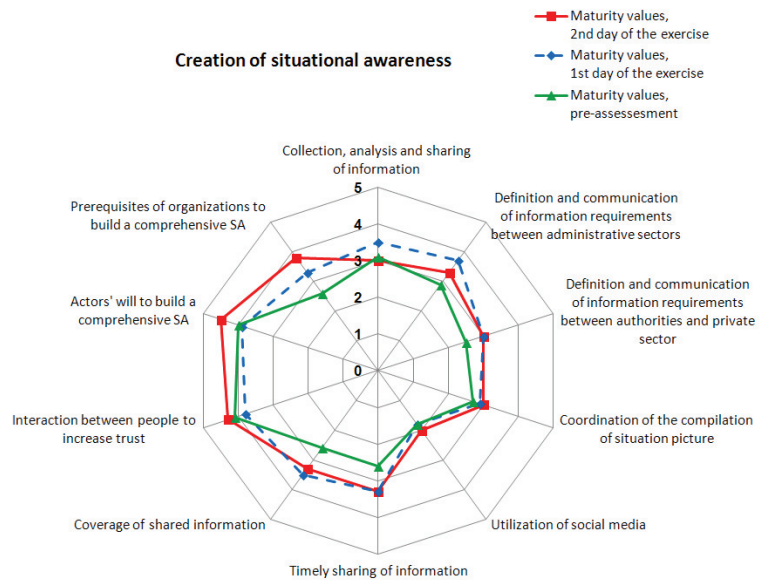 Maturity values,
2nd day of the exercise
Maturity values,
1st day of the exercise
Maturity values,
pre-assessesment
Creation of situational awareness
Collection, analysis and sharing
of information
Definition and communication
of information requirements
between administrative sectors
Definition and communication
of information requirements
between authorities and private
sector
Coordination of the compilation
of situation picture
Utilization of social media
Timely sharing of information
Coverage of shared information
Interaction between people to
increase trust
Actors' will to build a
comprehensive SA
Prerequisites of organizations to
build a comprehensive SA
5
4
3
2
1
0